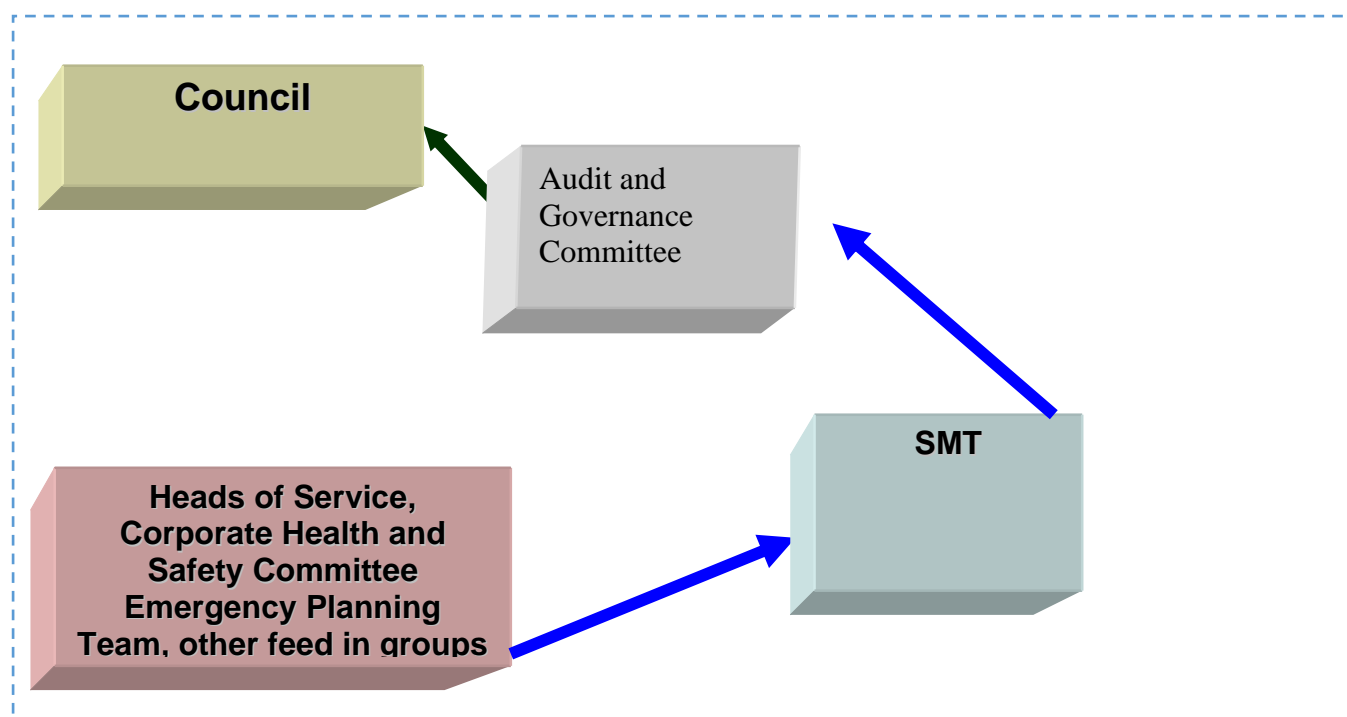 Council
Audit and
Governance
Committee
SMT
Heads of Service,
Corporate Health and
Safety Committee
Emergency Planning
Team, other feed in groups